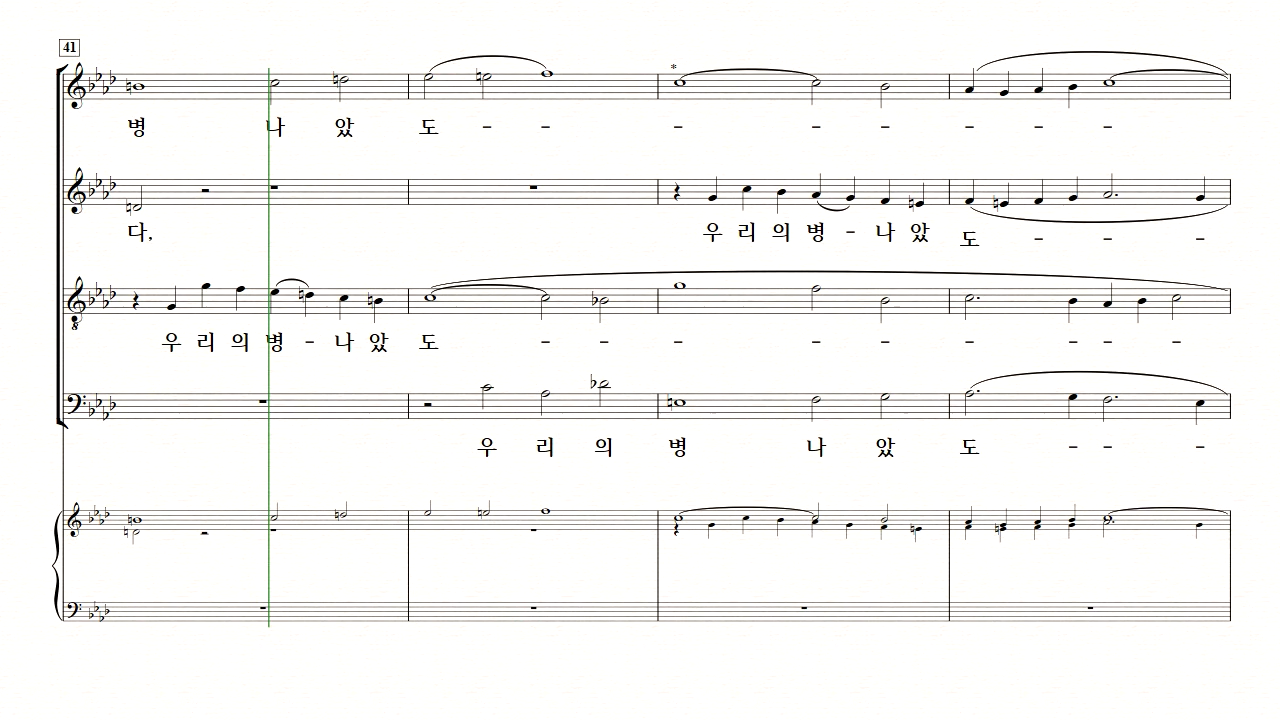 41
*
병 나 았 도 - - - - - - - -
다, 우 리 의 병 - 나 았 도 - - -
8
우 리 의 병 - 나 았 도 - - - - - - - - -
우 리 의 병 나 았 도 - - -